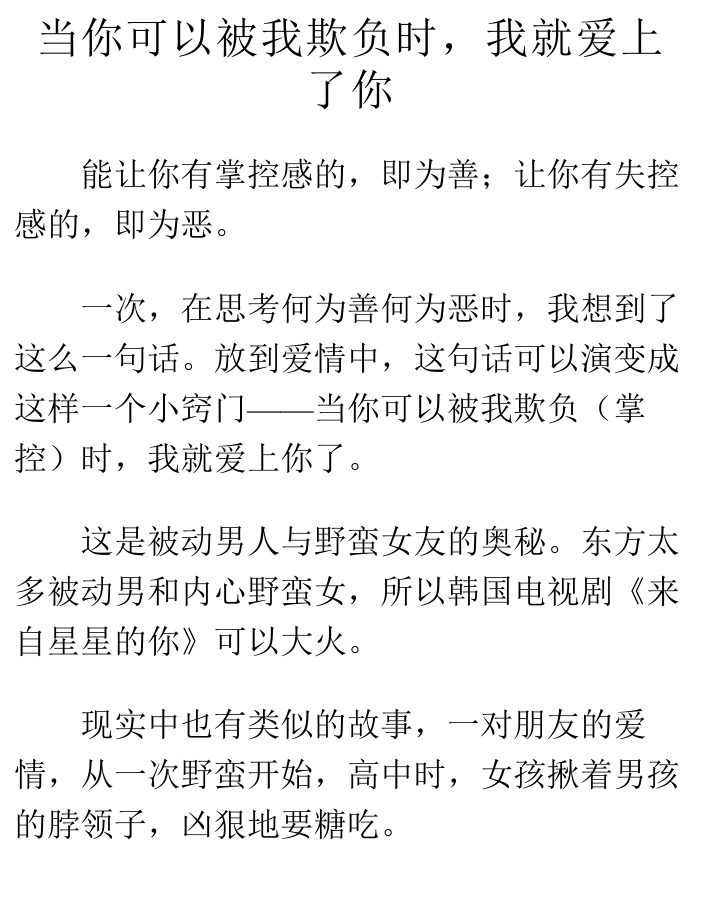 当你可以被我欺负时，我就爱上
了你
能让你有掌控感的，即为善；让你有失控
感的，即为恶。
一次，在思考何为善何为恶时，我想到了
这么一句话。放到爱情中，这句话可以演变成
这样一个小窍门——当你可以被我欺负（掌
控）时，我就爱上你了。
这是被动男人与野蛮女友的奥秘。东方太
多被动男和内心野蛮女，所以韩国电视剧《来
自星星的你》可以大火。
现实中也有类似的故事，一对朋友的爱
情，从一次野蛮开始，高中时，女孩揪着男孩
的脖领子，凶狠地要糖吃。